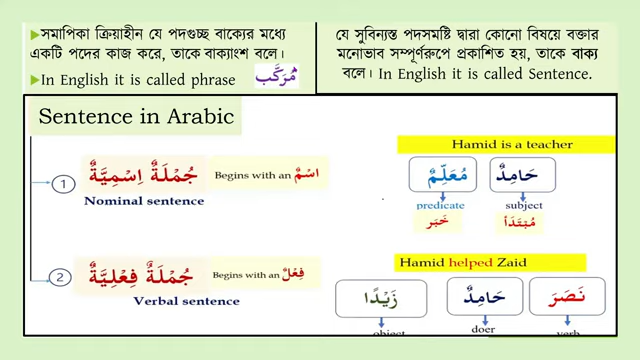 ▶সমাপিকা ক্রিয়াহীন যে পদগুচ্ছ বাক্যের মধ্যে
একটি পদের কাজ করে, তাকে বাক্যাংশ বলে।
▶In English it is called phrase مُرَكَّب
যে সুবিন্যস্ত পদসমষ্টি দ্বারা কোনো বিষয়ে বক্তার
মনোভাব সম্পূর্ণরূপে প্রকাশিত হয়, তাকে বাক্য
বলে। In English it is called Sentence.
Sentence in Arabic
1 جُمْلَةٌ اِسْمِيَّةٌ Begins with an اسْمٌ
Nominal sentence
2 جُمْلَةٌ فِعْلِيَّةٌ Begins with an فِعْلٌ
Verbal sentence
Hamid is a teacher
حَامِدٌ مُعَلِّمٌ
predicate subject
خَبَر مُبْتَدَأ
Hamid helped Zaid
نَصَرَ حَامِدٌ زَيْدًا
object doer verb